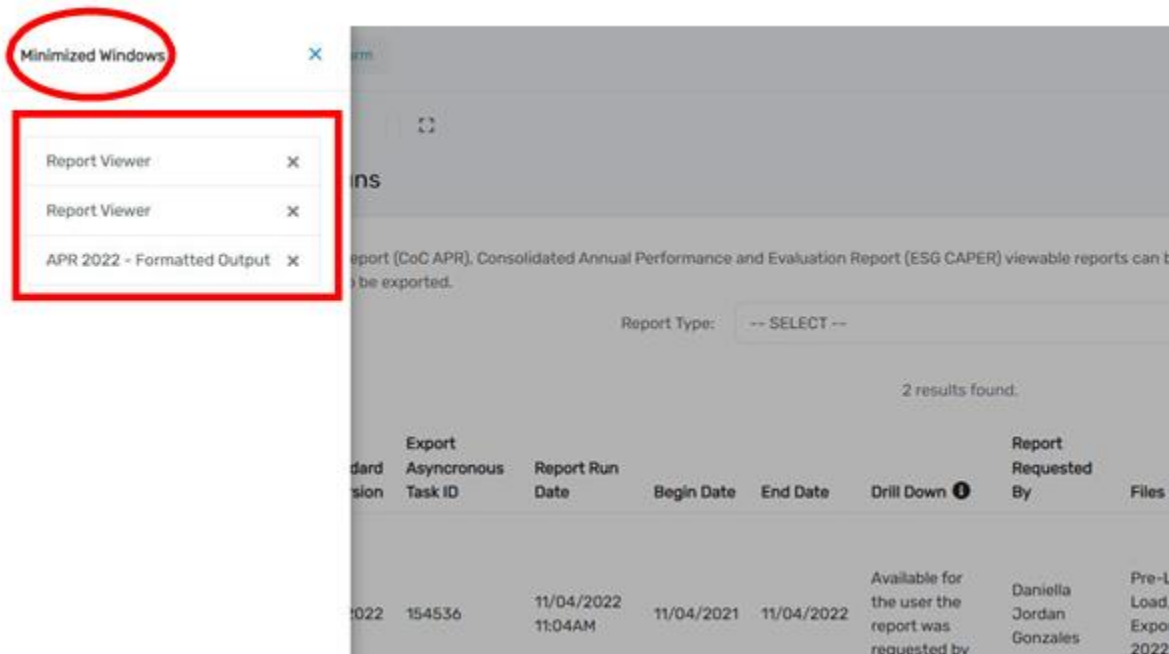 Minimized Windows
Report Viewer
Report Viewer
APR 2022 - Formatted Output
eport (CoC APR), Consolidated Annual Performance and Evaluation Report (ESG CAPER) viewable reports can b
be exported.
Report Type: -- SELECT --
2 results found.
dard
sion
Export
Asyncronous
Task ID
Report Run
Date
Begin Date
End Date
Drill Down
Report
Requested
By
Files
2022
154536
11/04/2022
11:04AM
11/04/2021
11/04/2022
Available for
the user the
report was
requested by
Daniella
Jordan
Gonzales
Pre-L
Load
Expor
2022